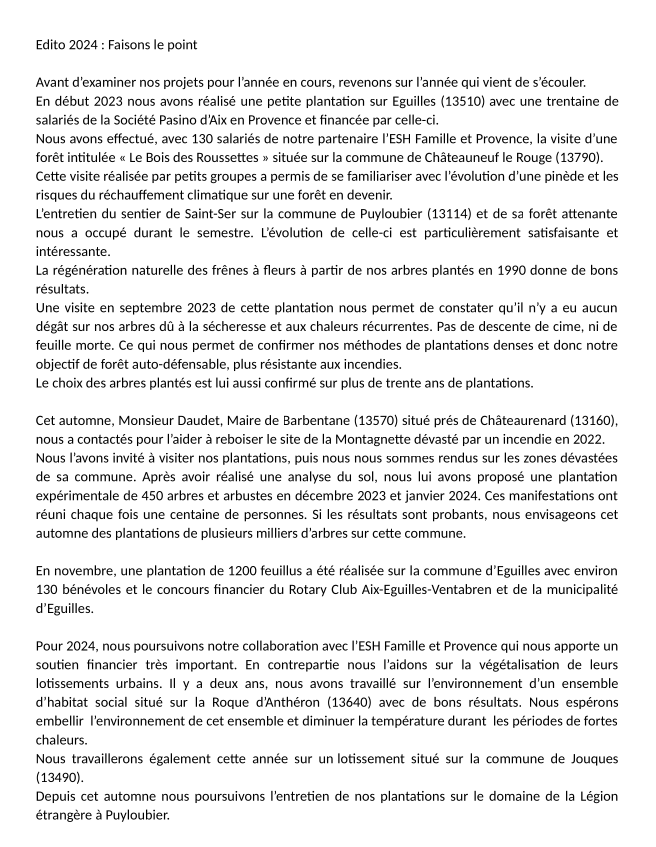 Edito 2024 : Faisons le point
Avant d’examiner nos projets pour l’année en cours, revenons sur l’année qui vient de s’écouler.
En début 2023 nous avons réalisé une petite plantation sur Eguilles (13510) avec une trentaine de
salariés de la Société Pasino d’Aix en Provence et financée par celle-ci.
Nous avons effectué, avec 130 salariés de notre partenaire l’ESH Famille et Provence, la visite d’une
forêt intitulée « Le Bois des Roussettes » située sur la commune de Châteauneuf le Rouge (13790).
Cette visite réalisée par petits groupes a permis de se familiariser avec l’évolution d’une pinède et les
risques du réchauffement climatique sur une forêt en devenir.
L’entretien du sentier de Saint-Ser sur la commune de Puyloubier (13114) et de sa forêt attenante
nous a occupé durant le semestre. L’évolution de celle-ci est particulièrement satisfaisante et
intéressante.
La régénération naturelle des frênes à fleurs à partir de nos arbres plantés en 1990 donne de bons
résultats.
Une visite en septembre 2023 de cette plantation nous permet de constater qu’il n’y a eu aucun
dégât sur nos arbres dû à la sécheresse et aux chaleurs récurrentes. Pas de descente de cime, ni de
feuille morte. Ce qui nous permet de confirmer nos méthodes de plantations denses et donc notre
objectif de forêt auto-défensable, plus résistante aux incendies.
Le choix des arbres plantés est lui aussi confirmé sur plus de trente ans de plantations.
Cet automne, Monsieur Daudet, Maire de Barbentane (13570) situé prés de Châteaurenard (13160),
nous a contactés pour l’aider à reboiser le site de la Montagnette dévasté par un incendie en 2022.
Nous l’avons invité à visiter nos plantations, puis nous nous sommes rendus sur les zones dévastées
de sa commune. Après avoir réalisé une analyse du sol, nous lui avons proposé une plantation
expérimentale de 450 arbres et arbustes en décembre 2023 et janvier 2024. Ces manifestations ont
réuni chaque fois une centaine de personnes. Si les résultats sont probants, nous envisageons cet
automne des plantations de plusieurs milliers d’arbres sur cette commune.
En novembre, une plantation de 1200 feuillus a été réalisée sur la commune d’Eguilles avec environ
130 bénévoles et le concours financier du Rotary Club Aix-Eguilles-Ventabren et de la municipalité
d’Eguilles.
Pour 2024, nous poursuivons notre collaboration avec l’ESH Famille et Provence qui nous apporte un
soutien financier très important. En contrepartie nous l’aidons sur la végétalisation de leurs
lotissements urbains. Il y a deux ans, nous avons travaillé sur l’environnement d’un ensemble
d’habitat social situé sur la Roque d’Anthéron (13640) avec de bons résultats. Nous espérons
embellir l’environnement de cet ensemble et diminuer la température durant les périodes de fortes
chaleurs.
Nous travaillerons également cette année sur un lotissement situé sur la commune de Jouques
(13490).
Depuis cet automne nous poursuivons l’entretien de nos plantations sur le domaine de la Légion
étrangère à Puyloubier.